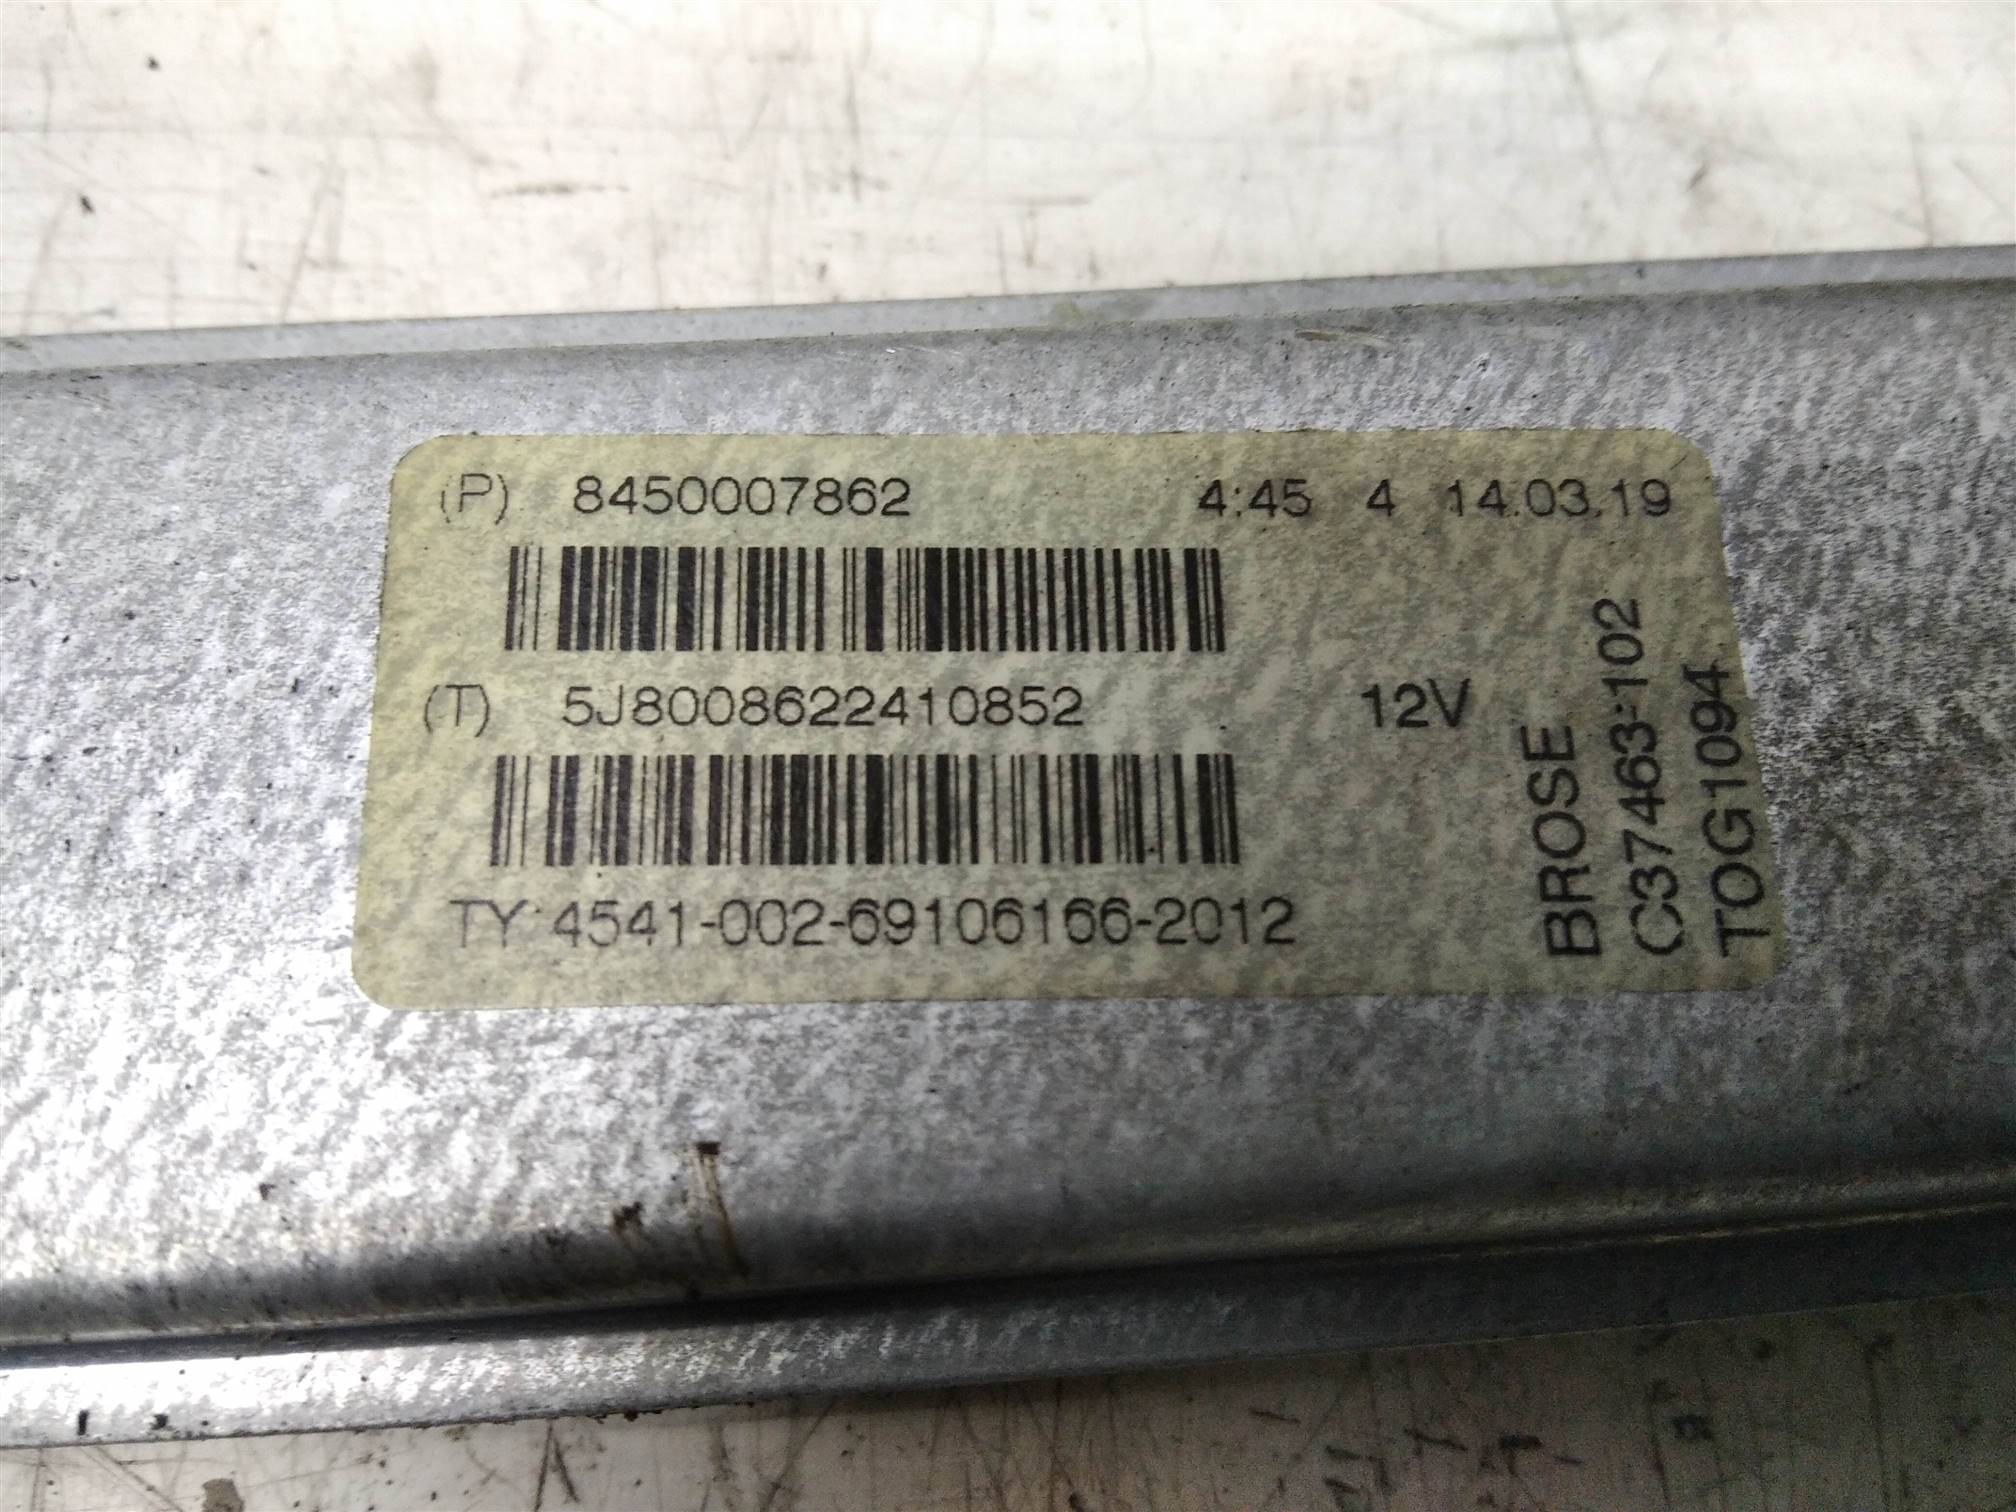 (P) 8450007862 4:45 4 14.03.19
(T) 5J8008622410852 12V
TY 4541-002-69106166-2012
BROSE
C37463-102
TOG1094